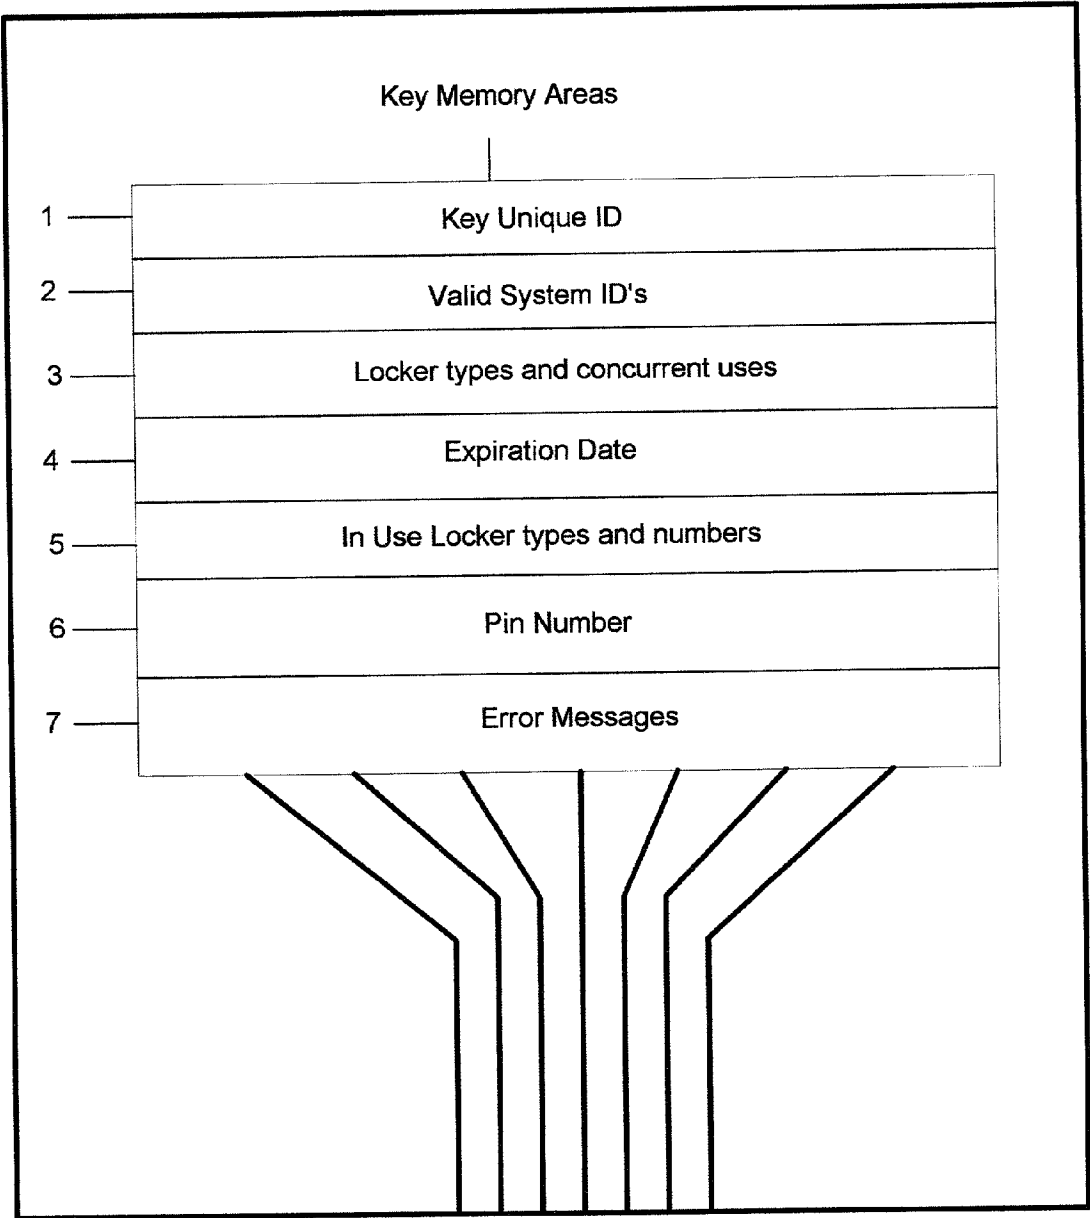 Key Memory Areas
1 Key Unique ID
2 Valid System ID's
3 Locker types and concurrent uses
4 Expiration Date
5 In Use Locker types and numbers
6 Pin Number
7 Error Messages